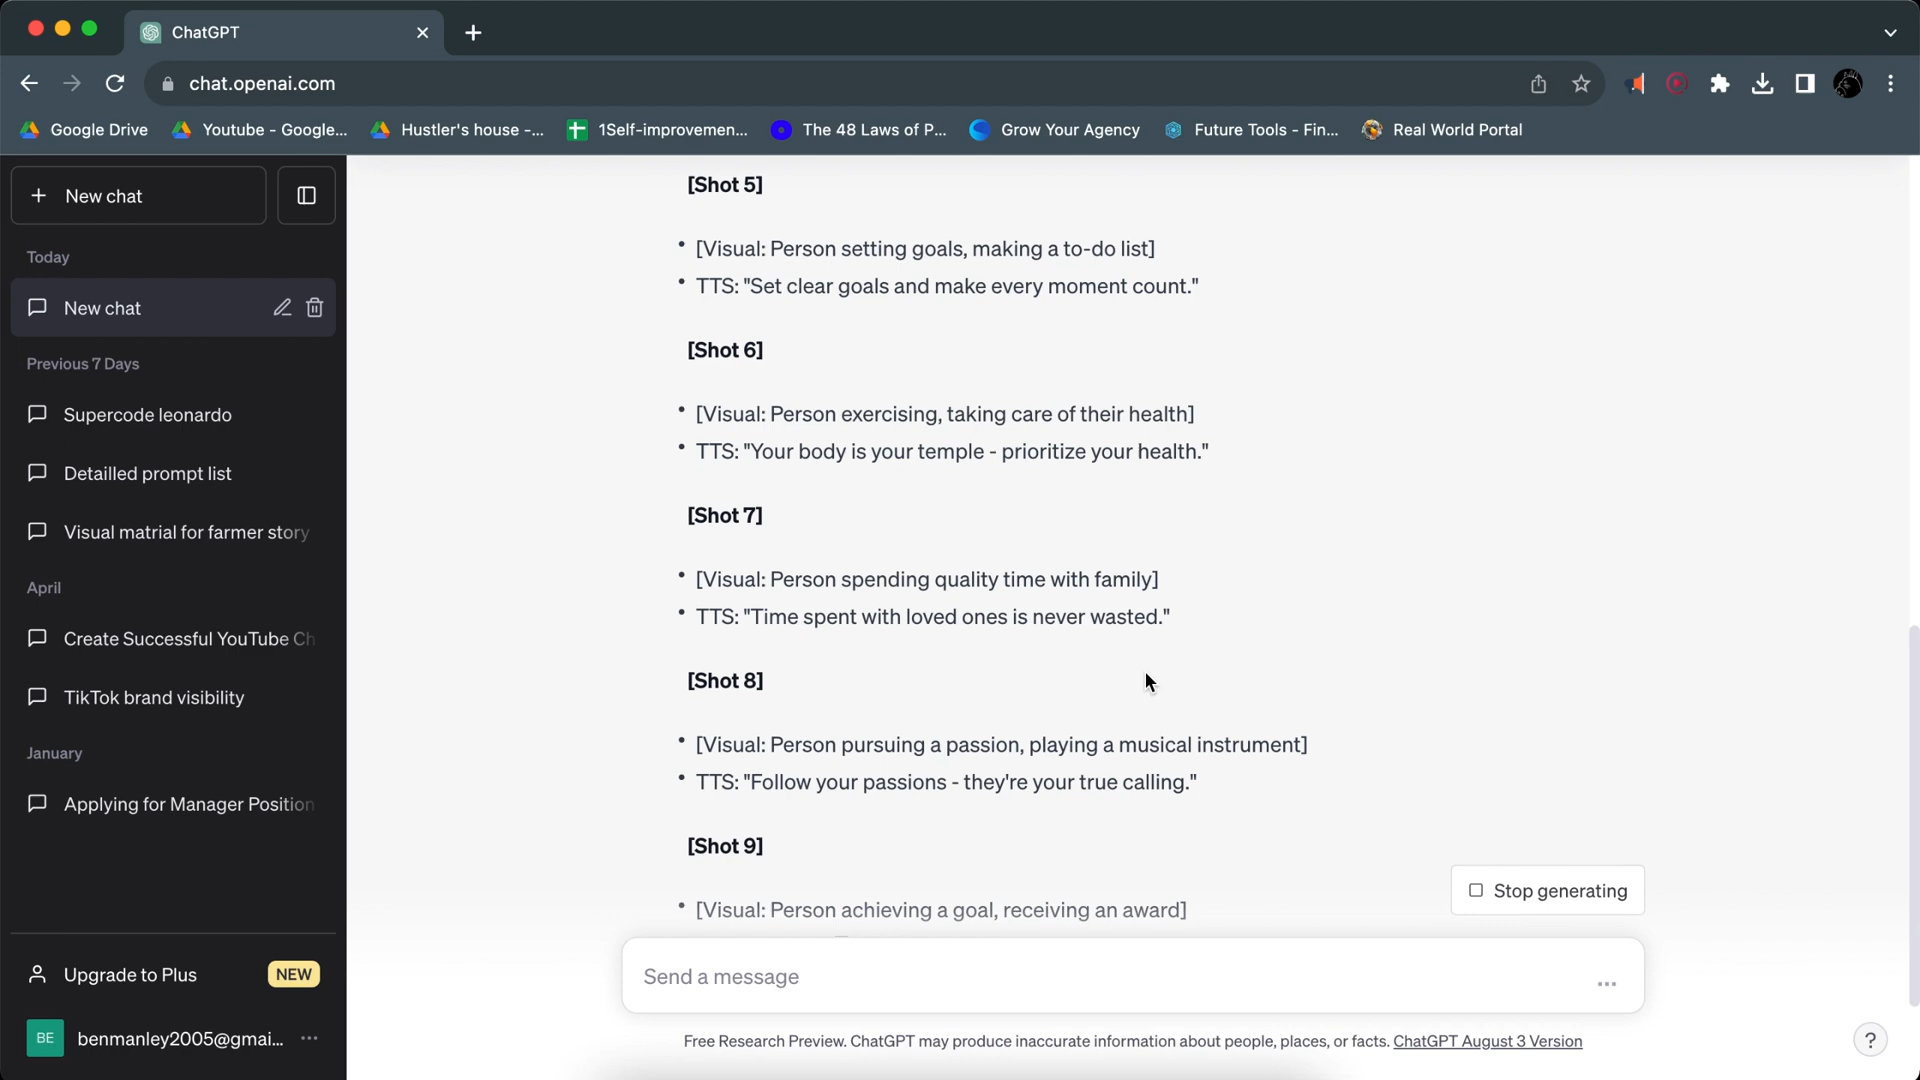 ChatGPT
chat.openai.com
Google Drive
Youtube - Google...
Hustler's house -...
1Self-improvemen...
The 48 Laws of P...
Grow Your Agency
Future Tools - Fin...
Real World Portal
New chat
Today
New chat
Previous 7 Days
Supercode leonardo
Detailled prompt list
Visual matrial for farmer story
April
Create Successful YouTube Ch
TikTok brand visibility
January
Applying for Manager Position
Upgrade to Plus
NEW
BE
benmanley2005@gmai...
[Shot 5]
• [Visual: Person setting goals, making a to-do list]
• TTS: "Set clear goals and make every moment count."
[Shot 6]
• [Visual: Person exercising, taking care of their health]
• TTS: "Your body is your temple - prioritize your health."
[Shot 7]
• [Visual: Person spending quality time with family]
• TTS: "Time spent with loved ones is never wasted."
[Shot 8]
• [Visual: Person pursuing a passion, playing a musical instrument]
• TTS: "Follow your passions - they're your true calling."
[Shot 9]
• [Visual: Person achieving a goal, receiving an award]
Stop generating
Send a message
Free Research Preview. ChatGPT may produce inaccurate information about people, places, or facts. ChatGPT August 3 Version
?